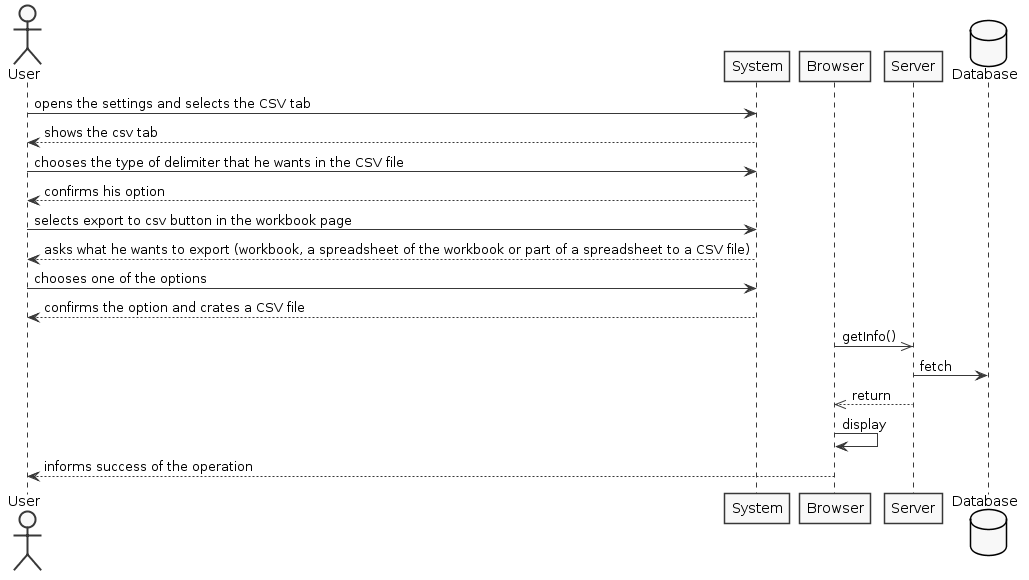 User
System
Browser
Server
Database
opens the settings and selects the CSV tab
shows the csv tab
chooses the type of delimiter that he wants in the CSV file
confirms his option
selects export to csv button in the workbook page
asks what he wants to export (workbook, a spreadsheet of the workbook or part of a spreadsheet to a CSV file)
chooses one of the options
confirms the option and crates a CSV file
getInfo()
fetch
return
display
informs success of the operation
User
System
Browser
Server
Database